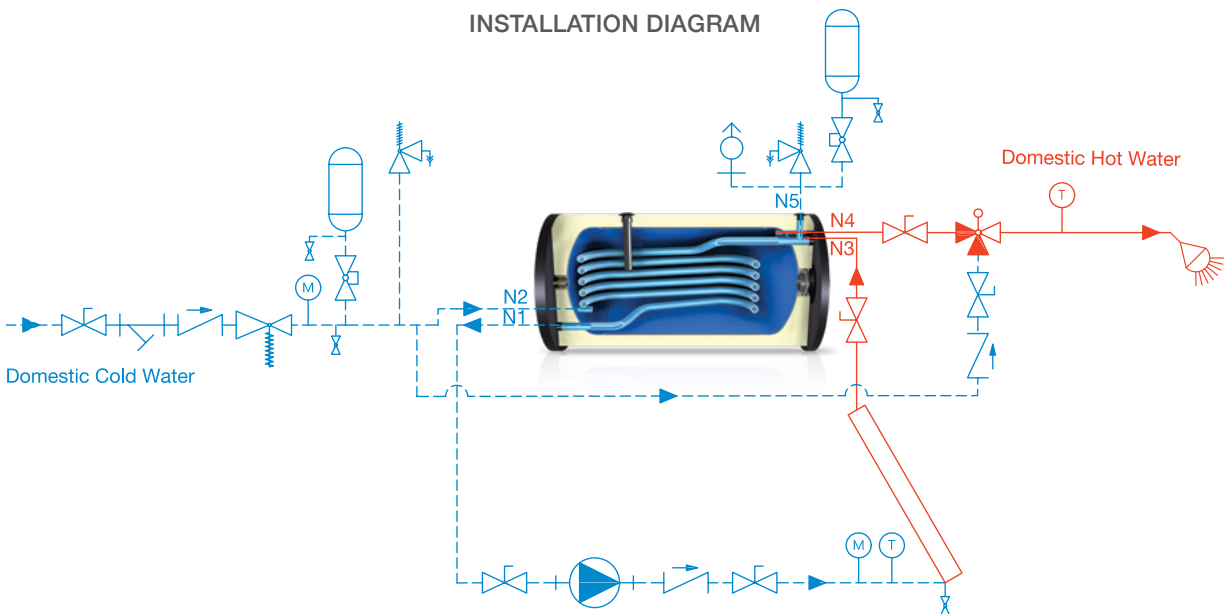 INSTALLATION DIAGRAM
Domestic Hot Water
T
N5
N4
N3
M
N2
N1
Domestic Cold Water
M
T